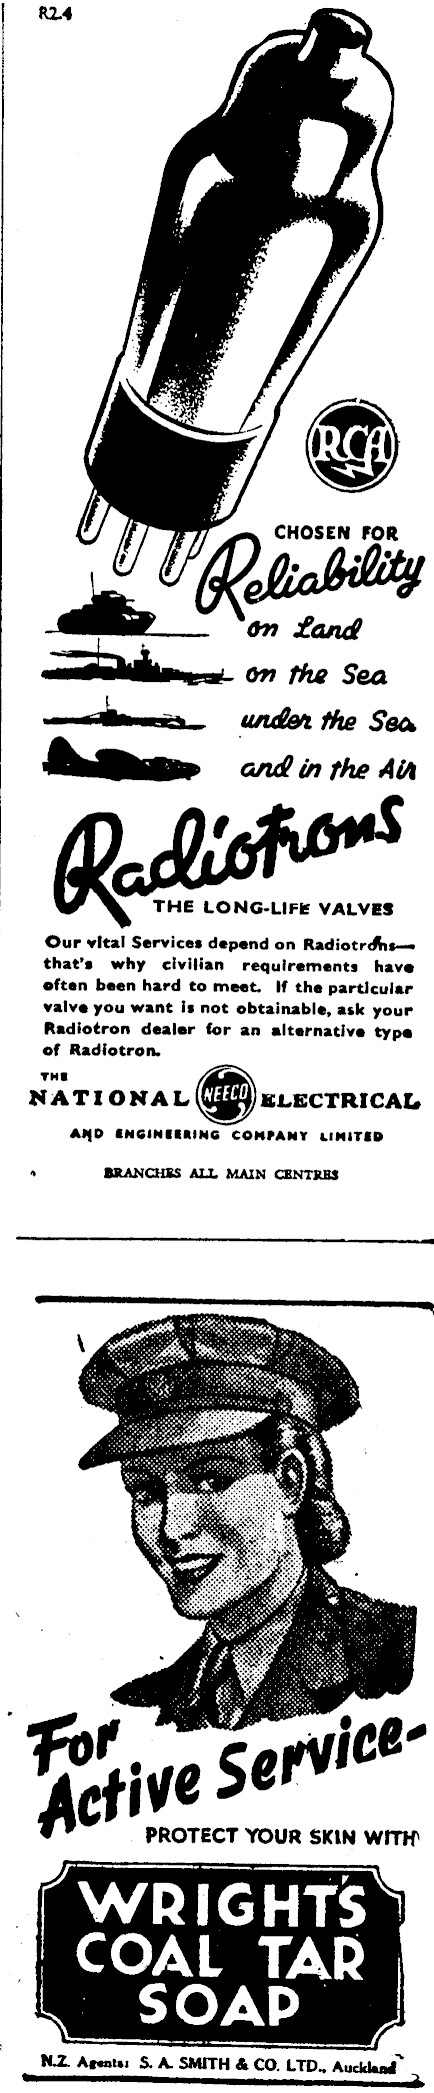 R2.4
RCA
CHOSEN FOR
Reliability
on Land
on the Sea
under the Sea
and in the Air
Radiotrons
THE LONG-LIFE VALVES
Our vital Services depend on Radiotrons—
that's why civilian requirements have
often been hard to meet. If the particular
valve you want is not obtainable, ask your
Radiotron dealer for an alternative type
of Radiotron.
THE
NATIONAL NEECO ELECTRICAL
AND ENGINEERING COMPANY LIMITED
BRANCHES ALL MAIN CENTRES
For
Active Service-
PROTECT YOUR SKIN WITH
WRIGHT'S
COAL TAR
SOAP
N.Z. Agents: S. A. SMITH & CO. LTD., Auckland